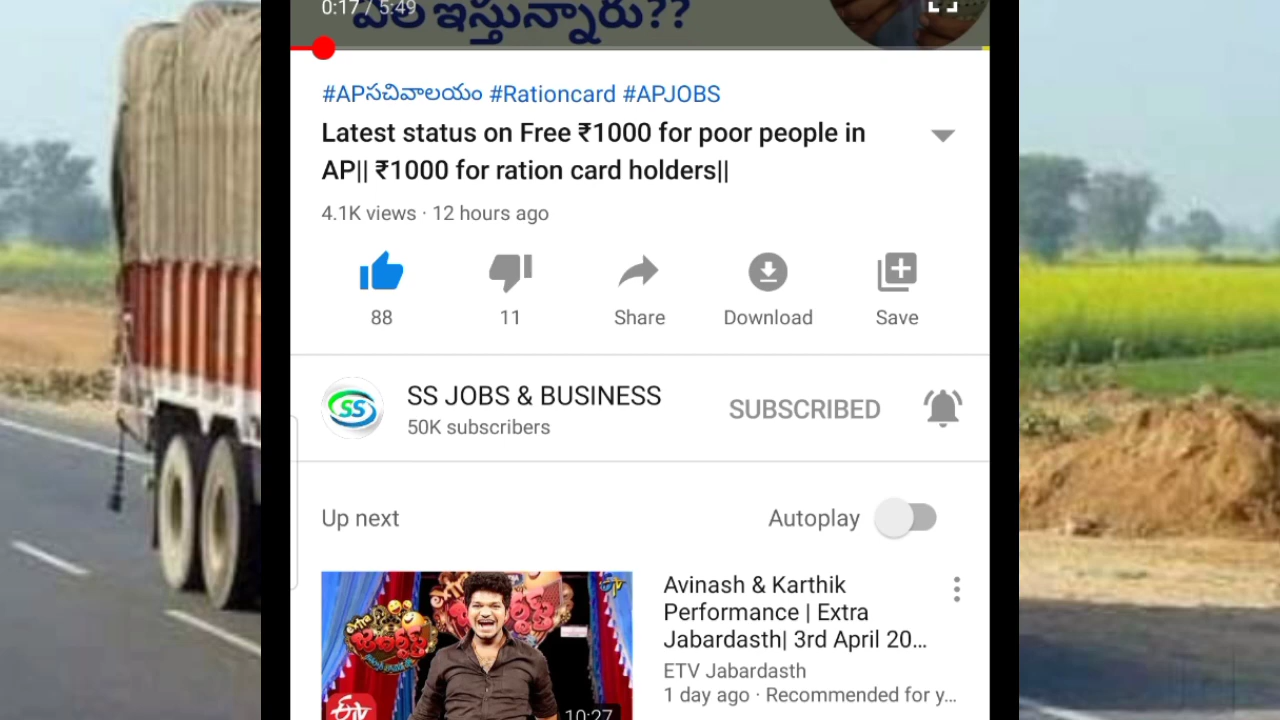 0:17 / 5:49
ఇస్తున్నారు??
#APసచివాలయం #Rationcard #APJOBS
Latest status on Free ₹1000 for poor people in
AP|| ₹1000 for ration card holders||
4.1K views · 12 hours ago
88
11
Share
Download
Save
SS
SS JOBS & BUSINESS
50K subscribers
SUBSCRIBED
Up next
Autoplay
Avinash & Karthik
Performance | Extra
Jabardasth| 3rd April 20...
ETV Jabardasth
1 day ago · Recommended for y...
10:27